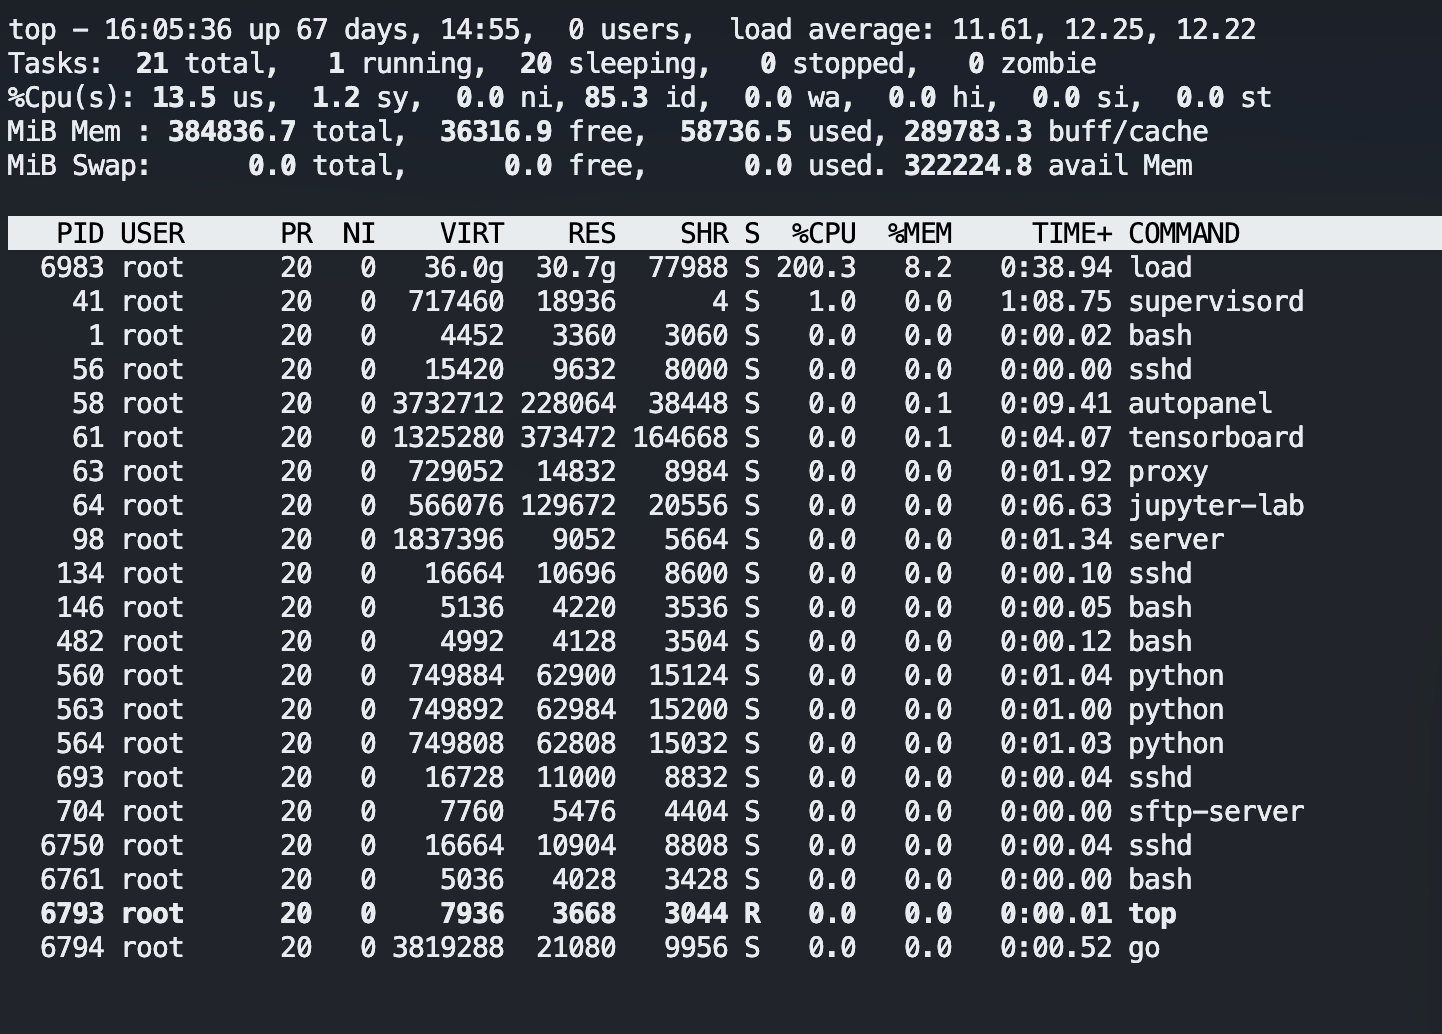 top - 16:05:36 up 67 days, 14:55,  0 users,  load average: 11.61, 12.25, 12.22
Tasks:  21 total,   1 running,  20 sleeping,   0 stopped,   0 zombie
%Cpu(s): 13.5 us,  1.2 sy,  0.0 ni, 85.3 id,  0.0 wa,  0.0 hi,  0.0 si,  0.0 st
MiB Mem : 384836.7 total,  36316.9 free,  58736.5 used, 289783.3 buff/cache
MiB Swap:      0.0 total,      0.0 free,      0.0 used. 322224.8 avail Mem
   PID USER      PR  NI    VIRT    RES    SHR S  %CPU  %MEM     TIME+ COMMAND
  6983 root      20   0   36.0g  30.7g  77988 S 200.3   8.2   0:38.94 load
    41 root      20   0  717460  18936      4 S   1.0   0.0   1:08.75 supervisord
     1 root      20   0    4452   3360   3060 S   0.0   0.0   0:00.02 bash
    56 root      20   0   15420   9632   8000 S   0.0   0.0   0:00.00 sshd
    58 root      20   0 3732712 228064  38448 S   0.0   0.1   0:09.41 autopanel
    61 root      20   0 1325280 373472 164668 S   0.0   0.1   0:04.07 tensorboard
    63 root      20   0  729052  14832   8984 S   0.0   0.0   0:01.92 proxy
    64 root      20   0  566076 129672  20556 S   0.0   0.0   0:06.63 jupyter-lab
    98 root      20   0 1837396   9052   5664 S   0.0   0.0   0:01.34 server
   134 root      20   0   16664  10696   8600 S   0.0   0.0   0:00.10 sshd
   146 root      20   0    5136   4220   3536 S   0.0   0.0   0:00.05 bash
   482 root      20   0    4992   4128   3504 S   0.0   0.0   0:00.12 bash
   560 root      20   0  749884  62900  15124 S   0.0   0.0   0:01.04 python
   563 root      20   0  749892  62984  15200 S   0.0   0.0   0:01.00 python
   564 root      20   0  749808  62808  15032 S   0.0   0.0   0:01.03 python
   693 root      20   0   16728  11000   8832 S   0.0   0.0   0:00.04 sshd
   704 root      20   0    7760   5476   4404 S   0.0   0.0   0:00.00 sftp-server
  6750 root      20   0   16664  10904   8808 S   0.0   0.0   0:00.04 sshd
  6761 root      20   0    5036   4028   3428 S   0.0   0.0   0:00.00 bash
  6793 root      20   0    7936   3668   3044 R   0.0   0.0   0:00.01 top
  6794 root      20   0 3819288  21080   9956 S   0.0   0.0   0:00.52 go